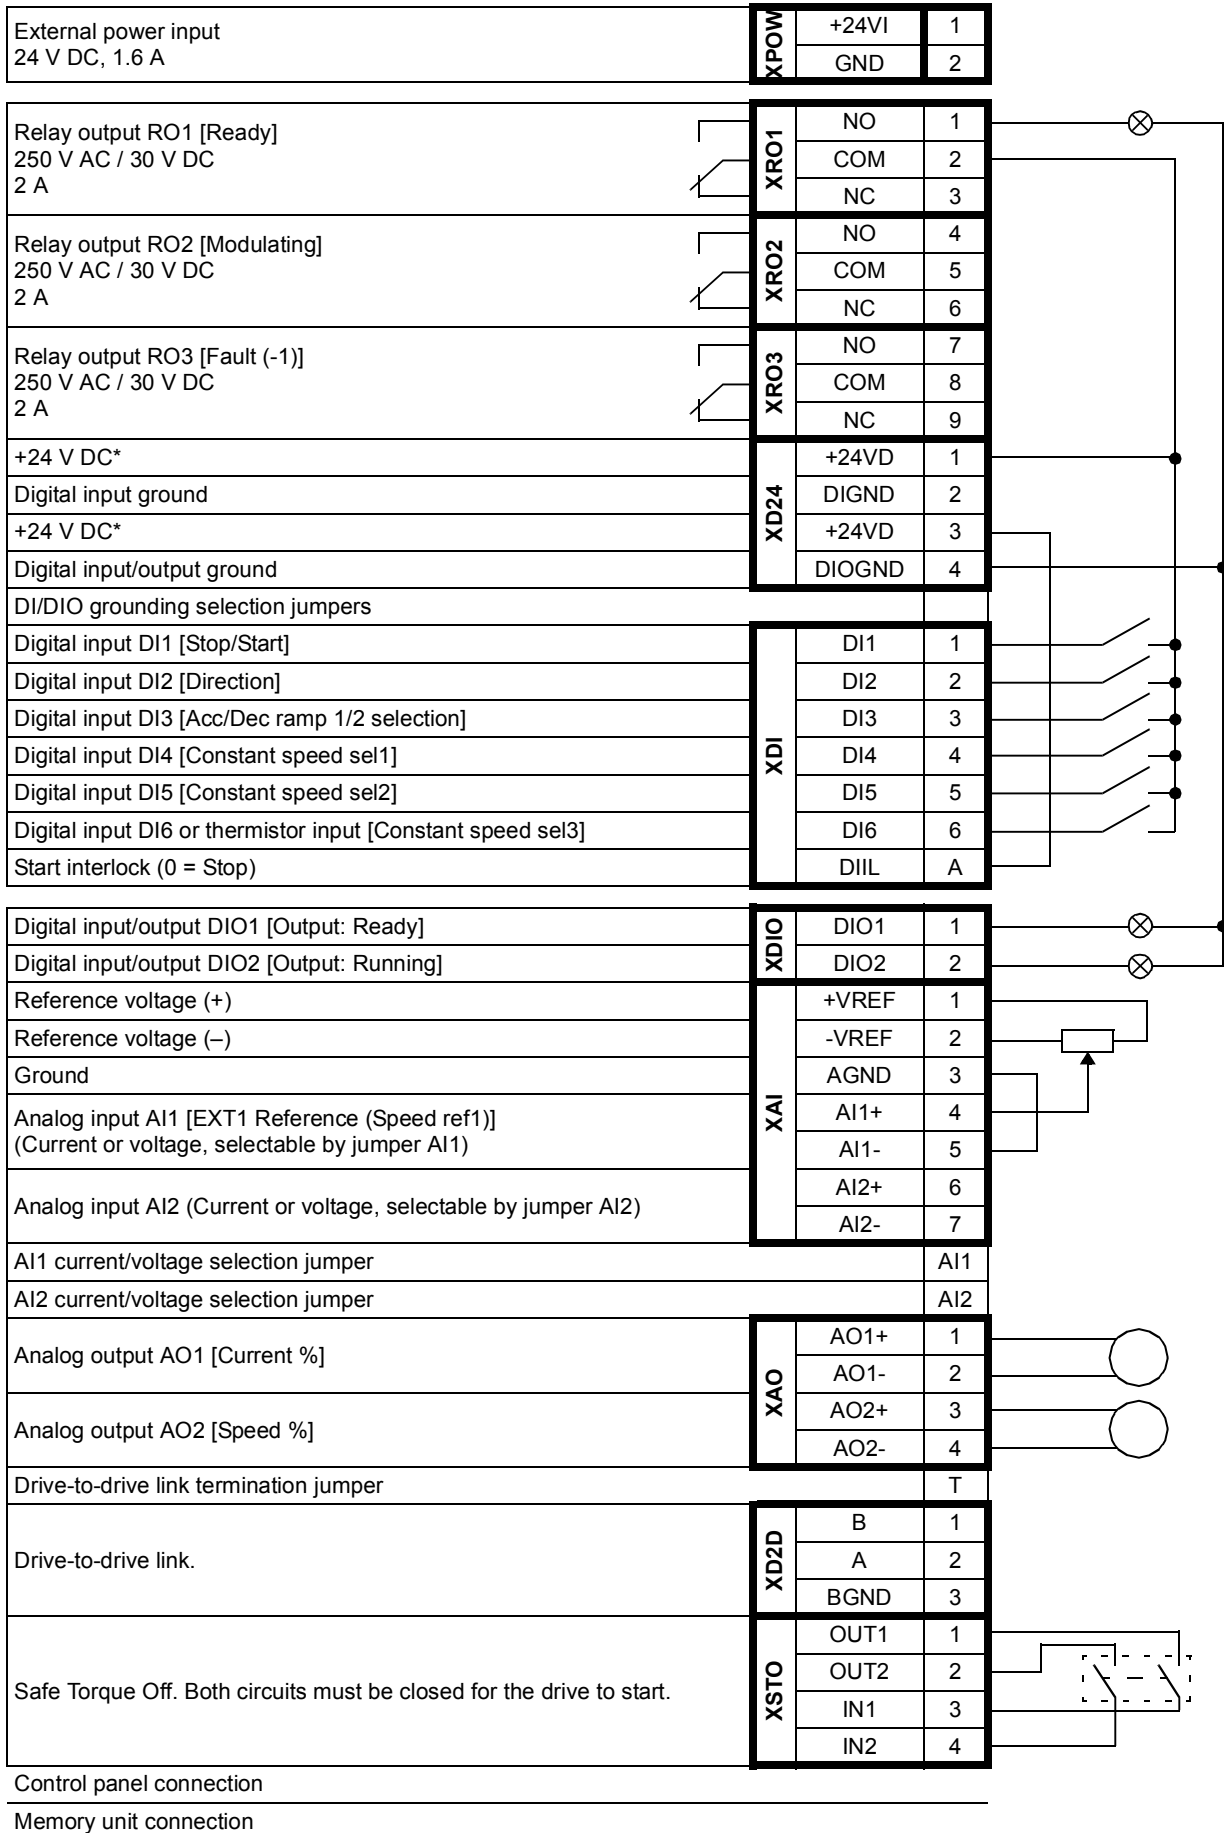 External power input
24 V DC, 1.6 A
XPOW
+24VI 1
GND 2
Relay output RO1 [Ready]
250 V AC / 30 V DC
2 A
XRO1
NO 1
COM 2
NC 3
Relay output RO2 [Modulating]
250 V AC / 30 V DC
2 A
XRO2
NO 4
COM 5
NC 6
Relay output RO3 [Fault (-1)]
250 V AC / 30 V DC
2 A
XRO3
NO 7
COM 8
NC 9
XD24
+24 V DC* +24VD 1
Digital input ground DIGND 2
+24 V DC* +24VD 3
Digital input/output ground DIOGND 4
DI/DIO grounding selection jumpers
XDI
Digital input DI1 [Stop/Start] DI1 1
Digital input DI2 [Direction] DI2 2
Digital input DI3 [Acc/Dec ramp 1/2 selection] DI3 3
Digital input DI4 [Constant speed sel1] DI4 4
Digital input DI5 [Constant speed sel2] DI5 5
Digital input DI6 or thermistor input [Constant speed sel3] DI6 6
Start interlock (0 = Stop) DIIL A
XDIO
Digital input/output DIO1 [Output: Ready] DIO1 1
Digital input/output DIO2 [Output: Running] DIO2 2
XAI
Reference voltage (+) +VREF 1
Reference voltage (–) -VREF 2
Ground AGND 3
Analog input AI1 [EXT1 Reference (Speed ref1)]
(Current or voltage, selectable by jumper AI1)
AI1+ 4
AI1- 5
Analog input AI2 (Current or voltage, selectable by jumper AI2)
AI2+ 6
AI2- 7
AI1 current/voltage selection jumper AI1
AI2 current/voltage selection jumper AI2
XAO
Analog output AO1 [Current %]
AO1+ 1
AO1- 2
Analog output AO2 [Speed %]
AO2+ 3
AO2- 4
Drive-to-drive link termination jumper T
Drive-to-drive link.
XD2D
B 1
A 2
BGND 3
Safe Torque Off. Both circuits must be closed for the drive to start.
XSTO
OUT1 1
OUT2 2
IN1 3
IN2 4
Control panel connection
Memory unit connection